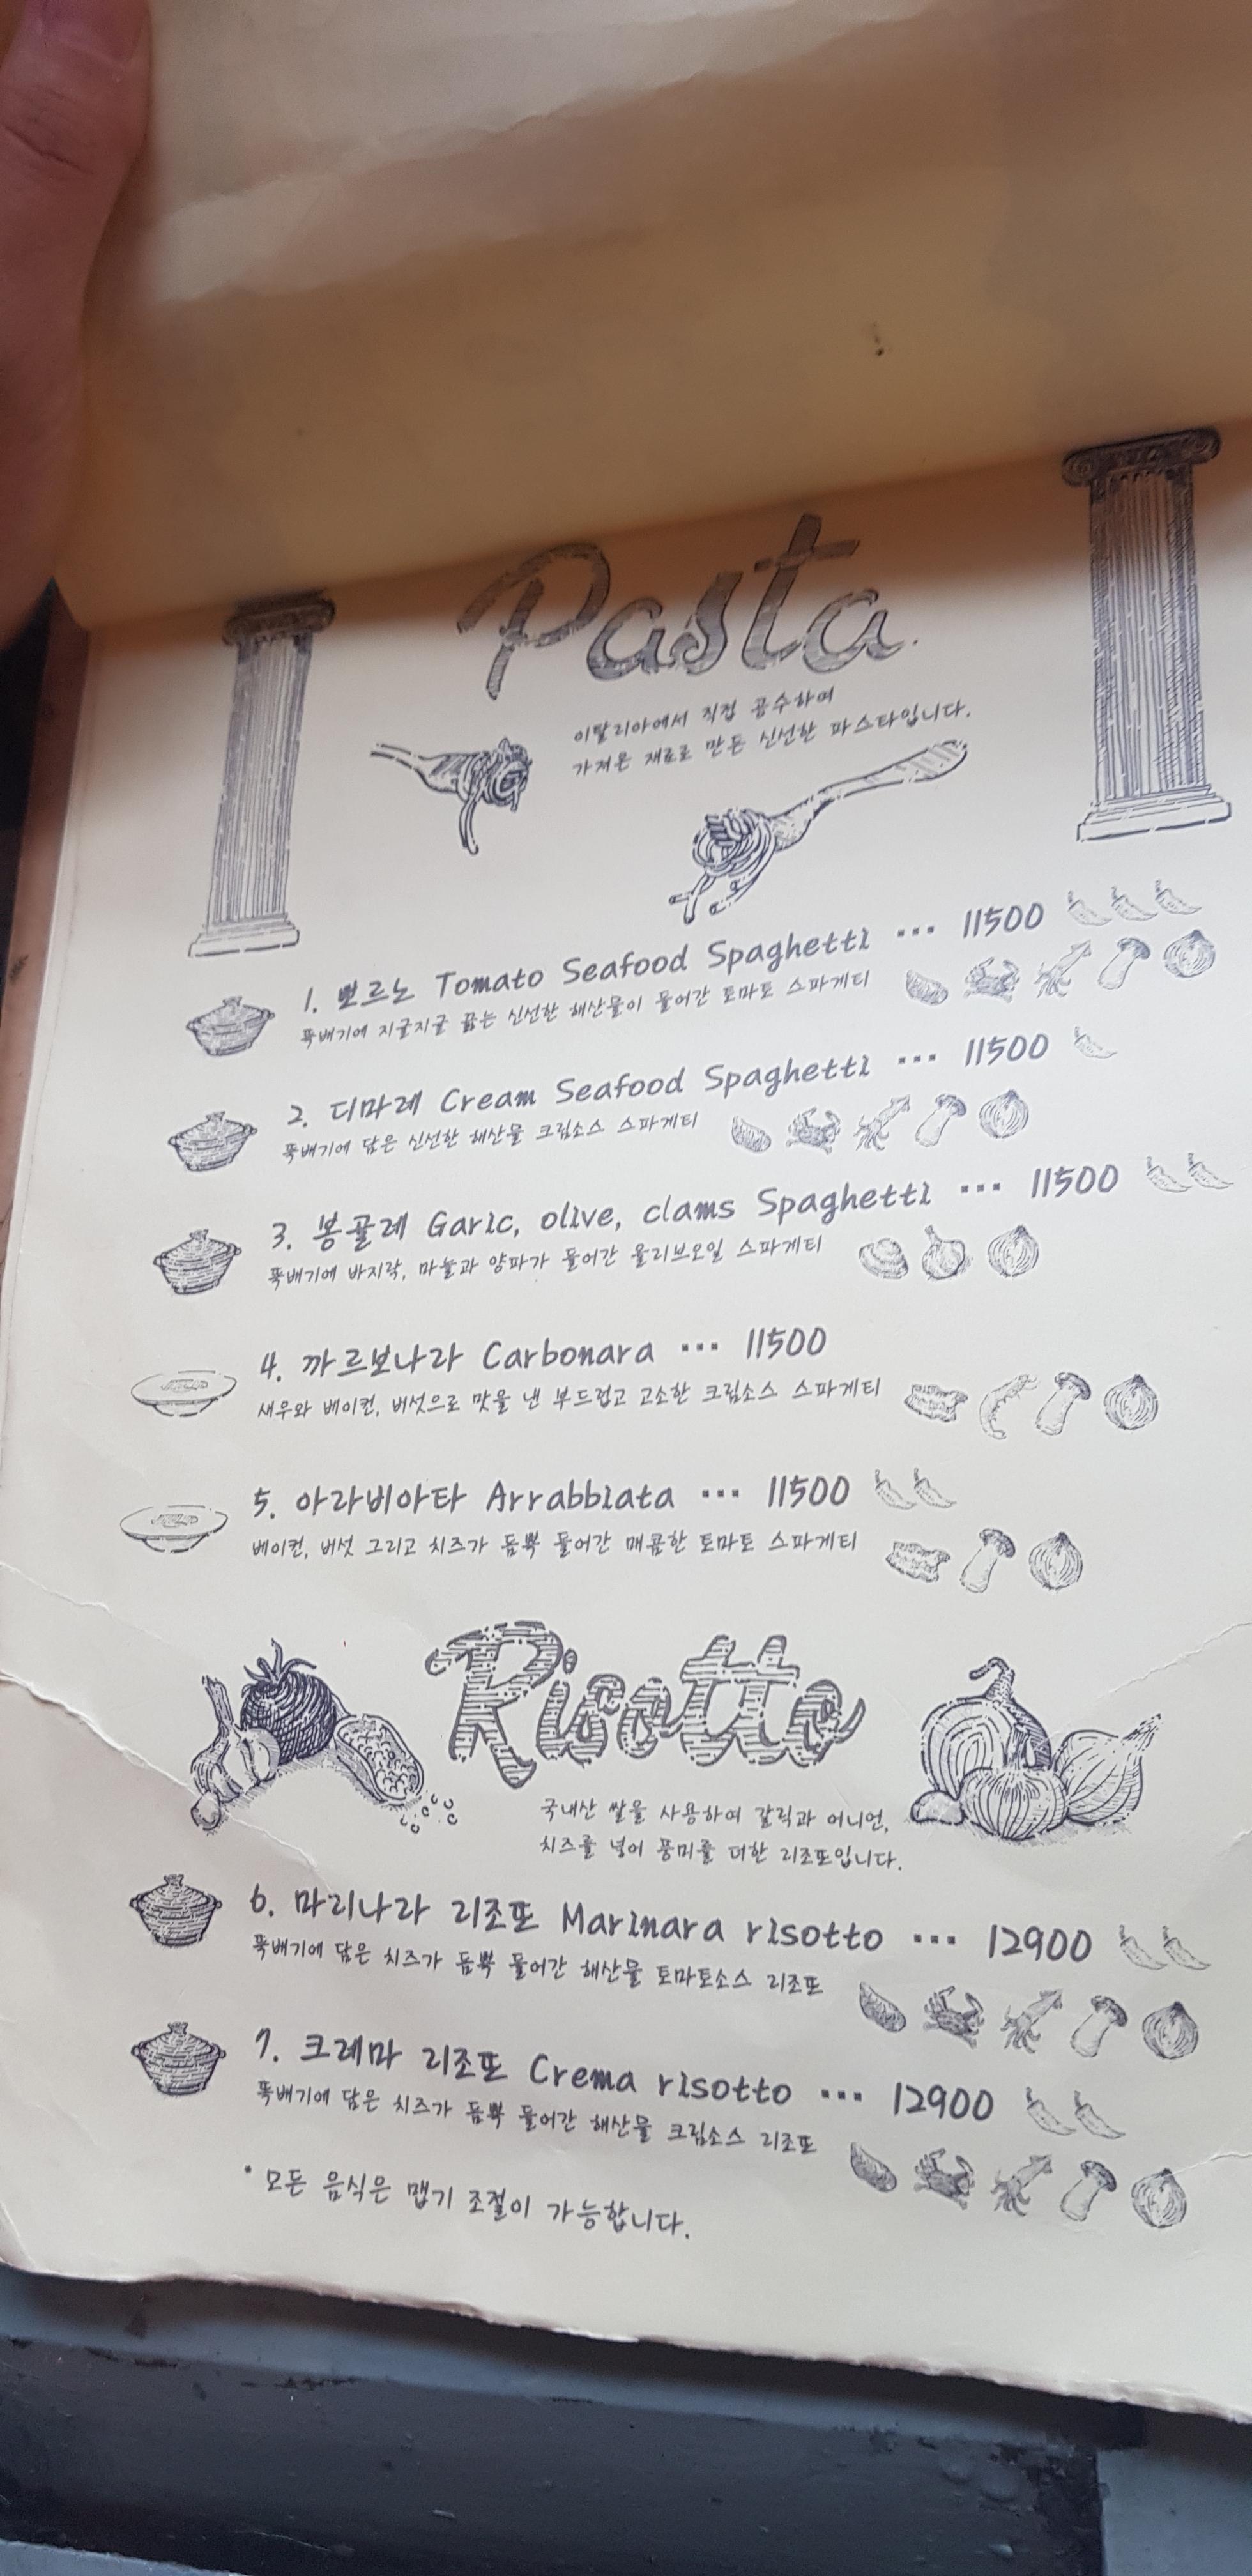 Pasta
이탈리아에서 직접 공수하여
가져온 재료로 만든 신선한 파스타입니다.
1. 뽀르노 Tomato Seafood Spaghetti ... 11500
뚝배기에 지글지글 끓는 신선한 해산물이 들어간 토마토 스파게티
2. 디마레 Cream Seafood Spaghetti ... 11500
뚝배기에 담은 신선한 해산물 크림소스 스파게티
3. 봉골레 Garic, olive, clams Spaghetti ... 11500
뚝배기에 바지락, 마늘과 양파가 들어간 올리브오일 스파게티
4. 까르보나라 Carbonara ... 11500
새우와 베이컨, 버섯으로 맛을 낸 부드럽고 고소한 크림소스 스파게티
5. 아라비아타 Arrabbiata ... 11500
베이컨, 버섯 그리고 치즈가 듬뿍 들어간 매콤한 토마토 스파게티
Risotto
국내산 쌀을 사용하여 갈릭과 어니언,
치즈를 넣어 풍미를 더한 리조또입니다.
6. 마리나라 리조또 Marinara risotto ... 12900
뚝배기에 담은 치즈가 듬뿍 들어간 해산물 토마토소스 리조또
7. 크레마 리조또 Crema risotto ... 12900
뚝배기에 담은 치즈가 듬뿍 들어간 해산물 크림소스 리조또
* 모든 음식은 맵기 조절이 가능합니다.